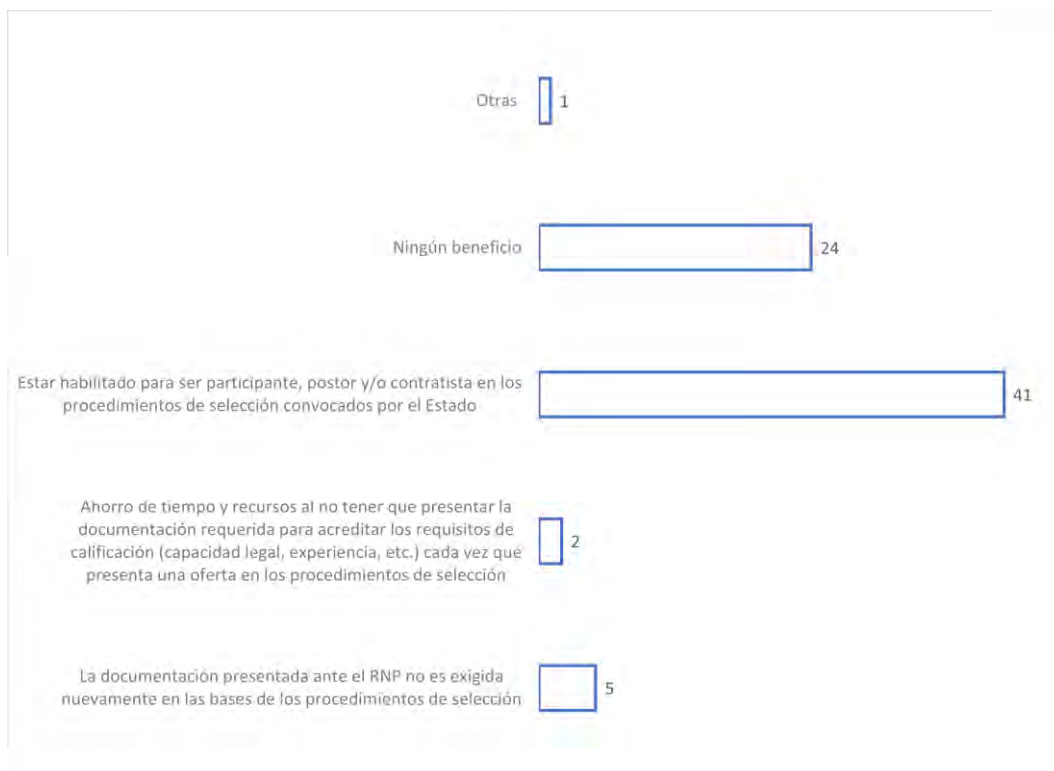 Otras
1
Ningún beneficio
24
Estar habilitado para ser participante, postor y/o contratista en los
procedimientos de selección convocados por el Estado
41
Ahorro de tiempo y recursos al no tener que presentar la
documentación requerida para acreditar los requisitos de
calificación (capacidad legal, experiencia, etc.) cada vez que
presenta una oferta en los procedimientos de selección
2
La documentación presentada ante el RNP no es exigida
nuevamente en las bases de los procedimientos de selección
5